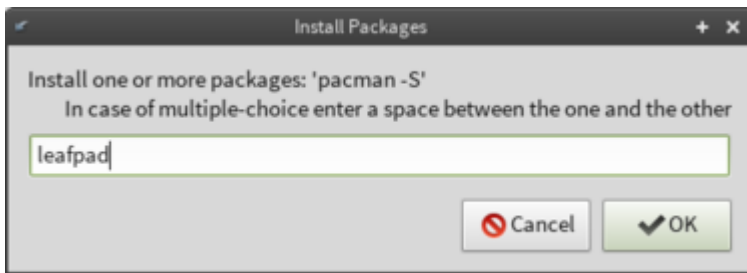 Install Packages
Install one or more packages: 'pacman -S'
In case of multiple-choice enter a space between the one and the other
leafpad
Cancel OK